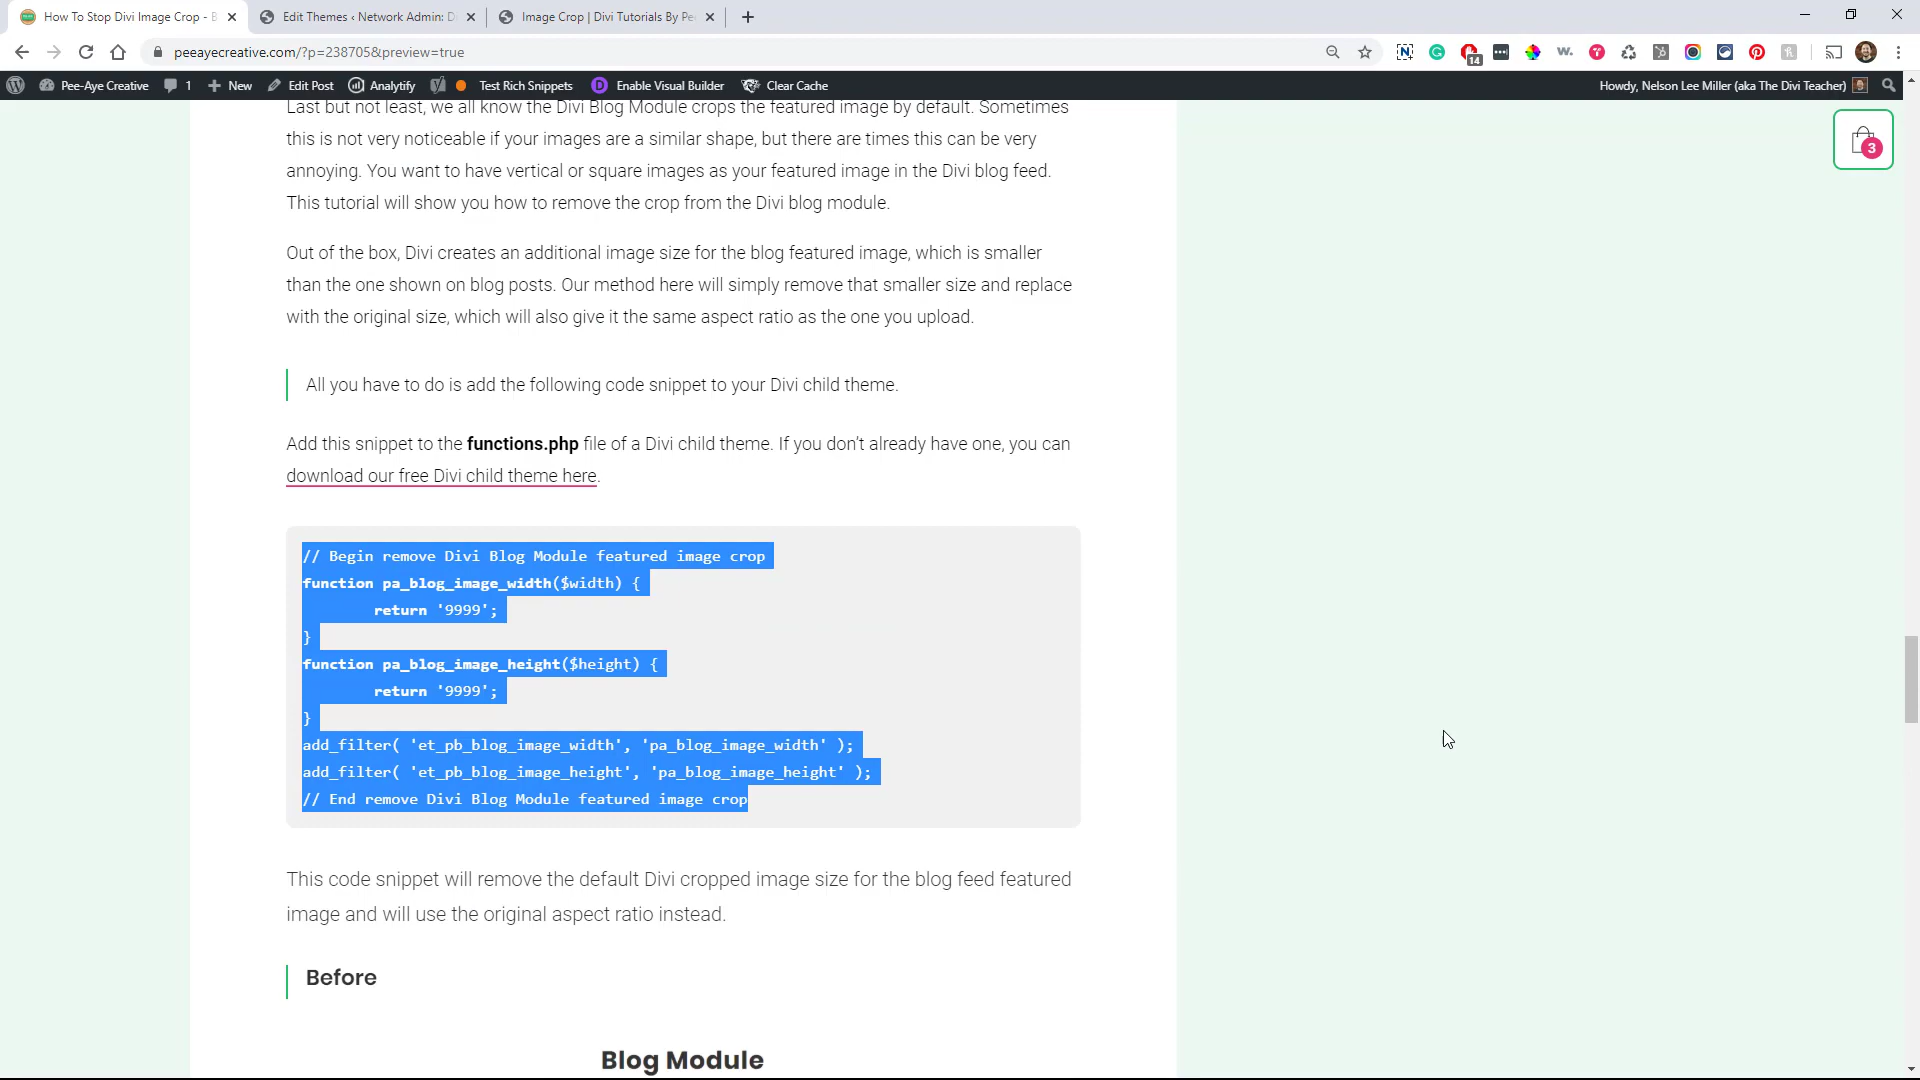 How To Stop Divi Image Crop - B
Edit Themes ‹ Network Admin: Di
Image Crop | Divi Tutorials By Pe
peeayecreative.com/?p=238705&preview=true
14
Pee-Aye Creative
1
New
Edit Post
Analytify
Test Rich Snippets
D
Enable Visual Builder
Clear Cache
Howdy, Nelson Lee Miller (aka The Divi Teacher)
3
Last but not least, we all know the Divi Blog Module crops the featured image by default. Sometimes
this is not very noticeable if your images are a similar shape, but there are times this can be very
annoying. You want to have vertical or square images as your featured image in the Divi blog feed.
This tutorial will show you how to remove the crop from the Divi blog module.
Out of the box, Divi creates an additional image size for the blog featured image, which is smaller
than the one shown on blog posts. Our method here will simply remove that smaller size and replace
with the original size, which will also give it the same aspect ratio as the one you upload.
All you have to do is add the following code snippet to your Divi child theme.
Add this snippet to the functions.php file of a Divi child theme. If you don’t already have one, you can
download our free Divi child theme here.
// Begin remove Divi Blog Module featured image crop
function pa_blog_image_width($width) {
return '9999';
}
function pa_blog_image_height($height) {
return '9999';
}
add_filter( 'et_pb_blog_image_width', 'pa_blog_image_width' );
add_filter( 'et_pb_blog_image_height', 'pa_blog_image_height' );
// End remove Divi Blog Module featured image crop
This code snippet will remove the default Divi cropped image size for the blog feed featured
image and will use the original aspect ratio instead.
Before
Blog Module